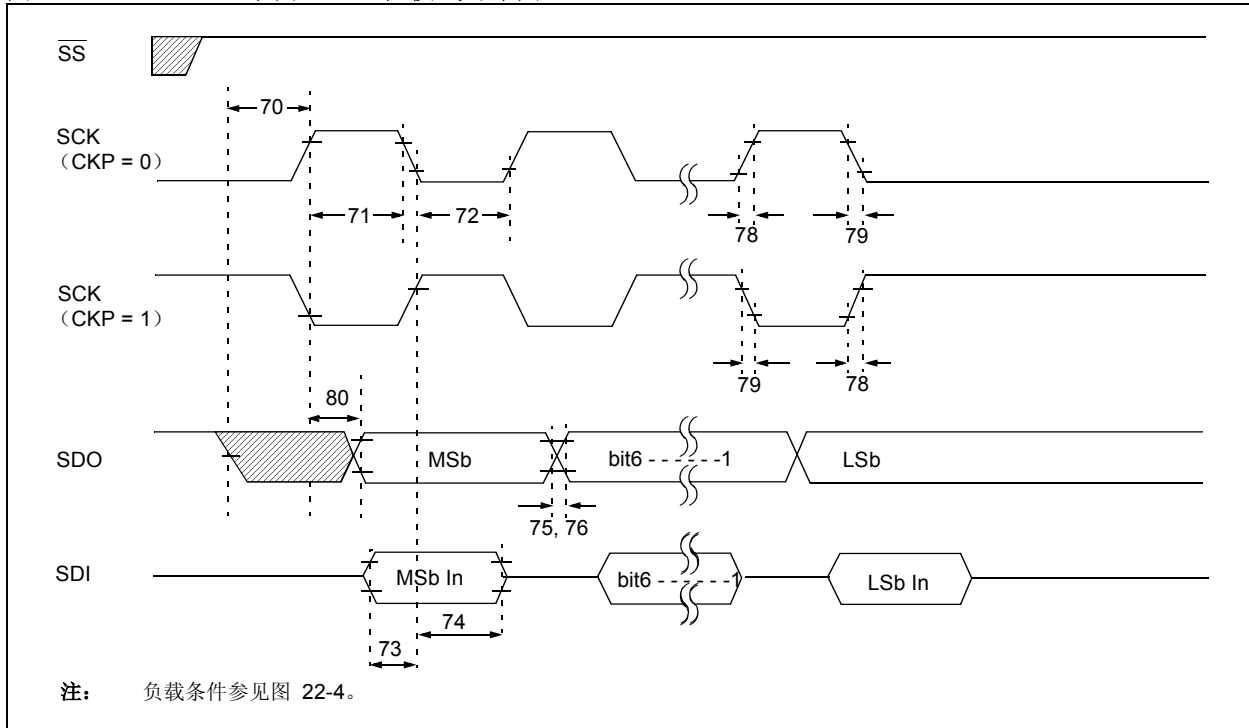 SS
70
SCK
（CKP = 0）
71
72
78
79
SCK
（CKP = 1）
79
78
80
SDO
MSb
bit6 - - - - - -1
LSb
75, 76
SDI
MSb In
bit6 - - - - - -1
LSb In
74
73
注： 负载条件参见图 22-4。